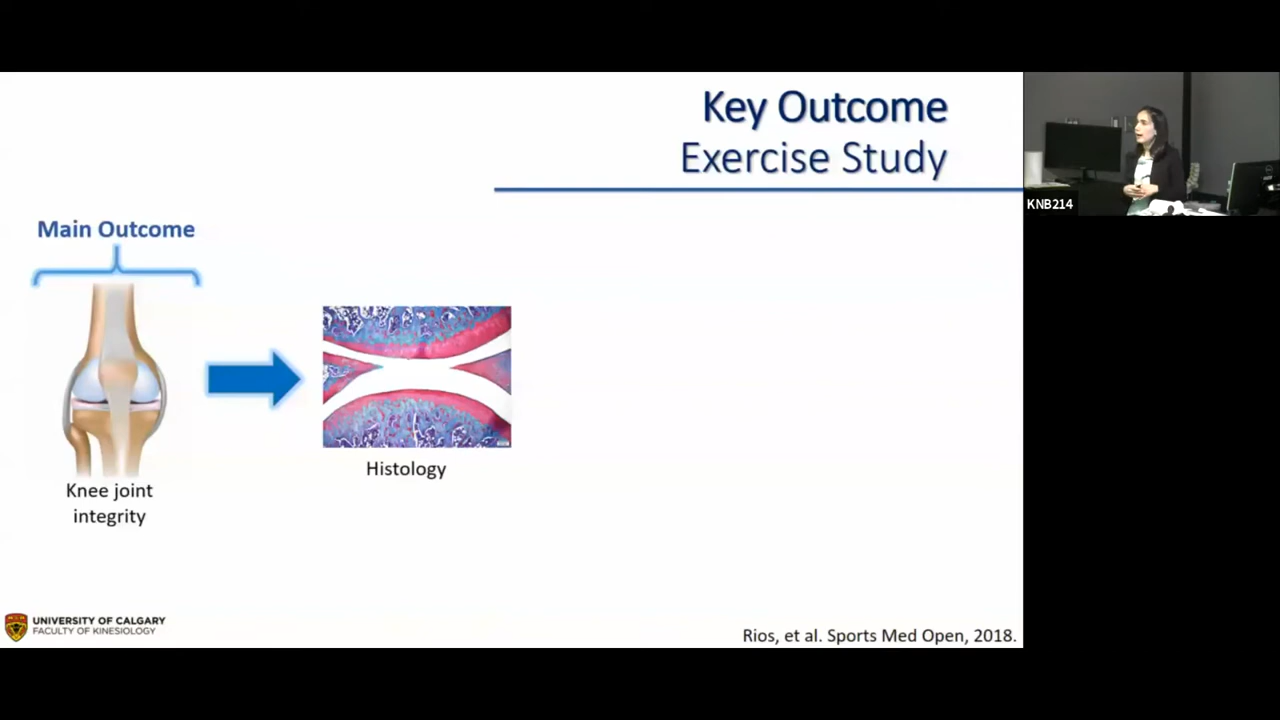 Key Outcome
Exercise Study
KNB214
Main Outcome
Histology
Knee joint
integrity
UNIVERSITY OF CALGARY
FACULTY OF KINESIOLOGY
Rios, et al. Sports Med Open, 2018.